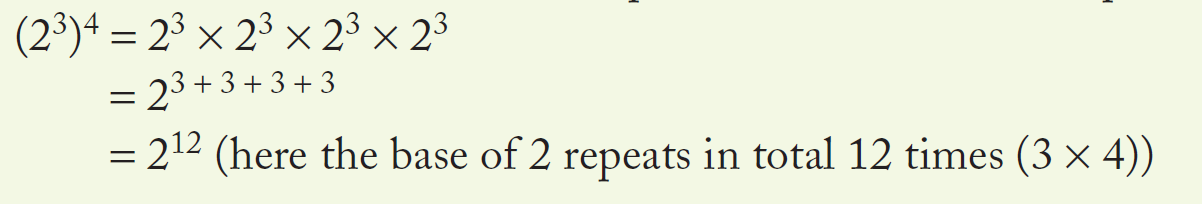 (2³)⁴ = 2³ × 2³ × 2³ × 2³
= 2³ ⁺ ³ ⁺ ³ ⁺ ³
= 2¹² (here the base of 2 repeats in total 12 times (3 × 4))